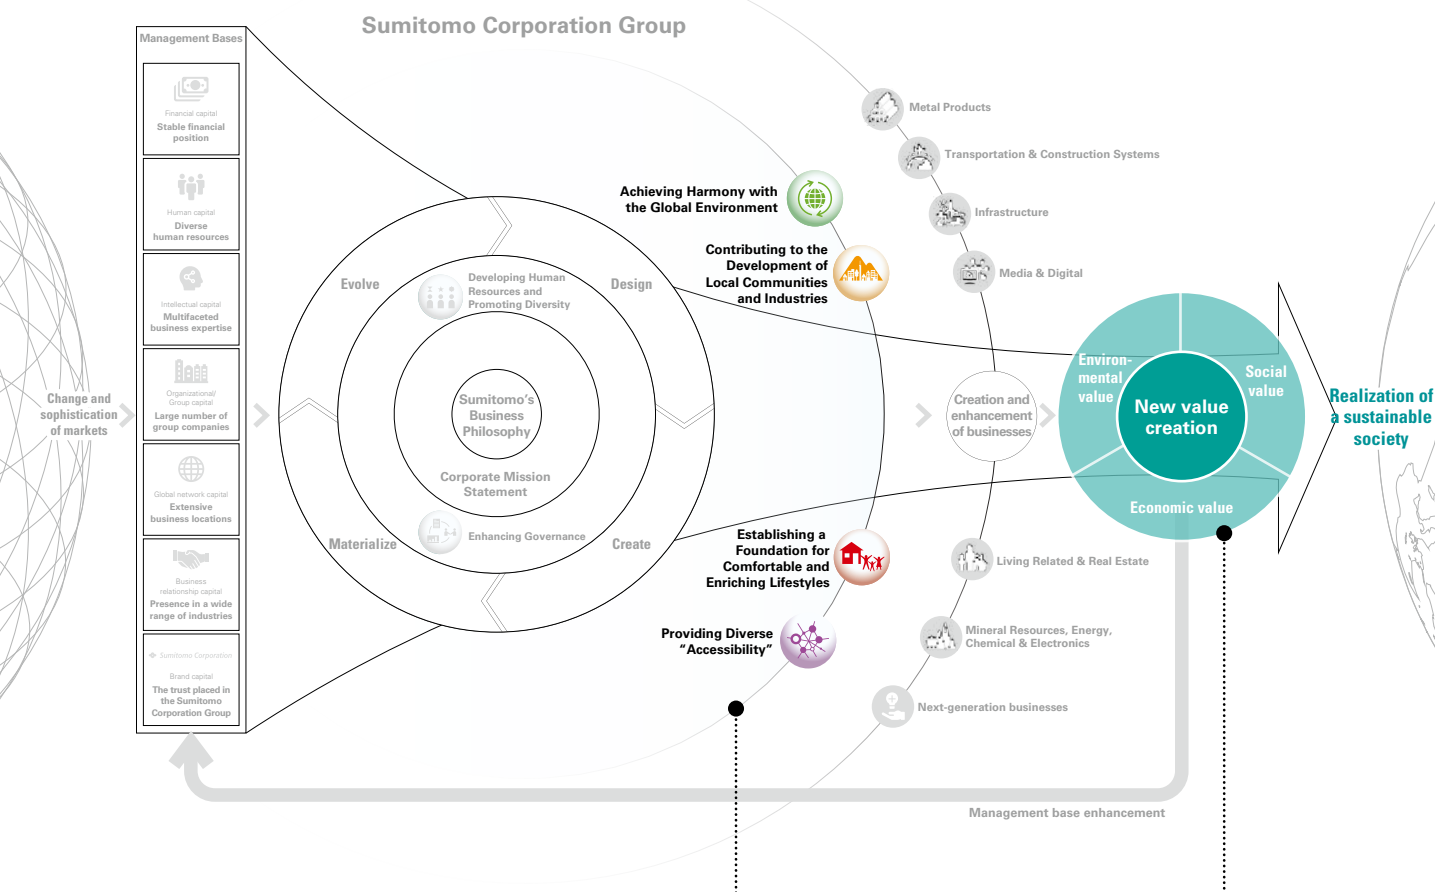 Sumitomo Corporation Group
Management Bases
Financial capital
Stable financial
position
Human capital
Diverse
human resources
Intellectual capital
Multifaceted
business expertise
Organizational/
Group capital
Large number of
group companies
Global network capital
Extensive
business locations
Business
relationship capital
Presence in a wide
range of industries
Sumitomo Corporation
Brand capital
The trust placed in
the Sumitomo
Corporation Group
Change and
sophistication
of markets
Evolve
Design
Materialize
Create
Developing Human
Resources and
Promoting Diversity
Sumitomo's
Business
Philosophy
Corporate Mission
Statement
Enhancing Governance
Achieving Harmony with
the Global Environment
Contributing to the
Development of
Local Communities
and Industries
Establishing a
Foundation for
Comfortable and
Enriching Lifestyles
Providing Diverse
“Accessibility”
Metal Products
Transportation & Construction Systems
Infrastructure
Media & Digital
Creation and
enhancement
of businesses
Living Related & Real Estate
Mineral Resources, Energy,
Chemical & Electronics
Next-generation businesses
Environ-
mental
value
Social
value
New value
creation
Economic value
Realization of
a sustainable
society
Management base enhancement